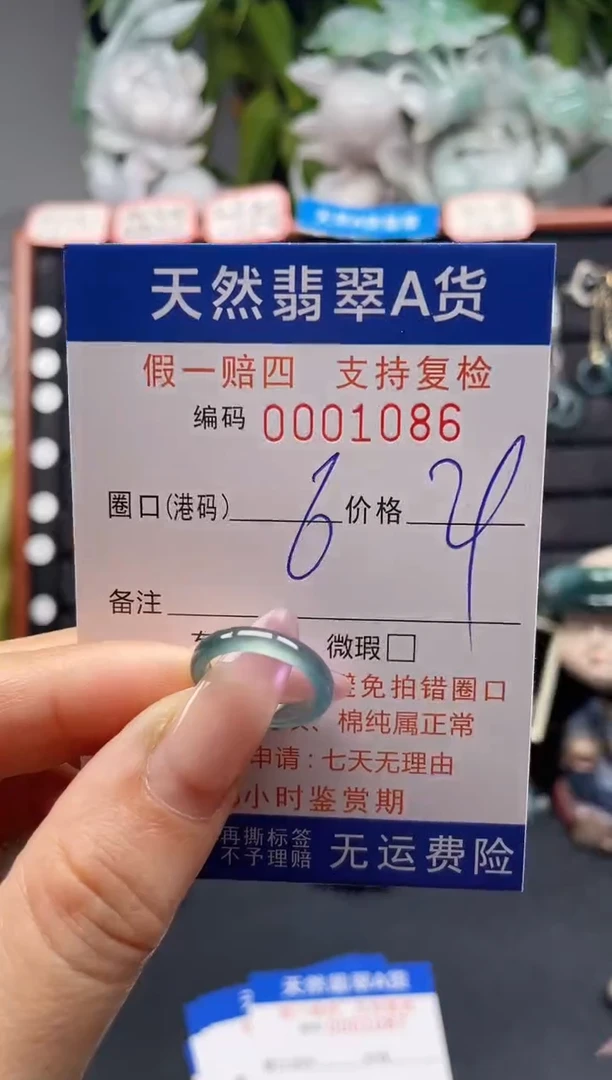 天然翡翠A货
假一赔四 支持复检
编码 0001086
圈口(港码) 6 价格 24
备注
微瑕□
避免拍错圈口
、棉纯属正常
申请：七天无理由
小时鉴赏期
再撕标签
不予理赔 无运费险
天然翡翠A货